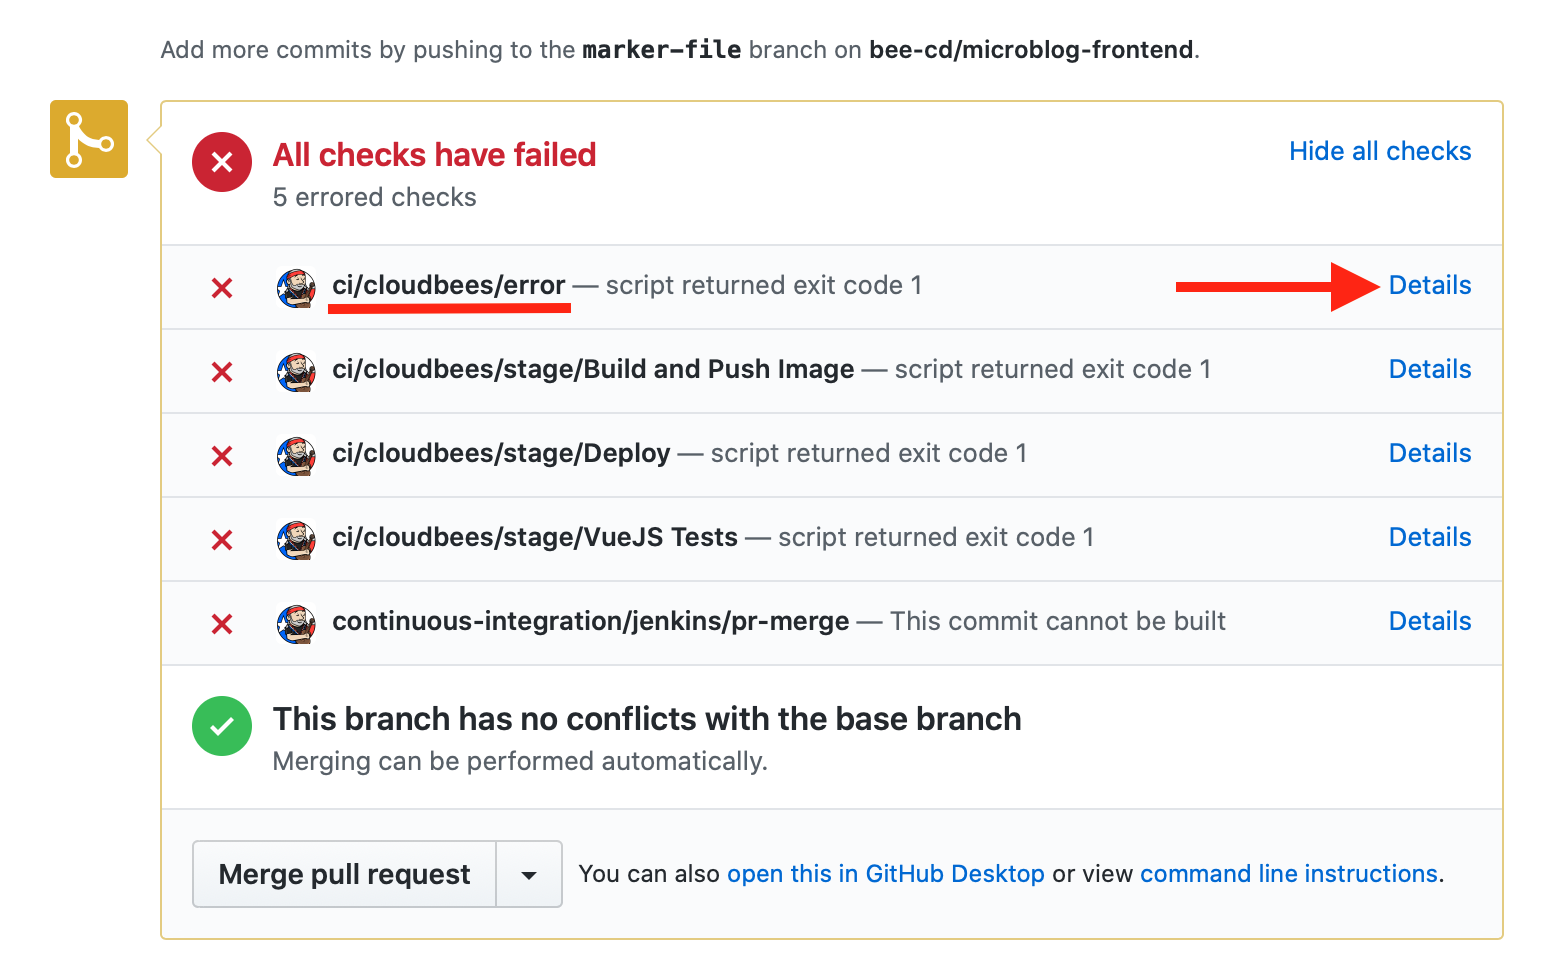 Add more commits by pushing to the marker-file branch on bee-cd/microblog-frontend.
All checks have failed
Hide all checks
5 errored checks
ci/cloudbees/error — script returned exit code 1 Details
ci/cloudbees/stage/Build and Push Image — script returned exit code 1 Details
ci/cloudbees/stage/Deploy — script returned exit code 1 Details
ci/cloudbees/stage/VueJS Tests — script returned exit code 1 Details
continuous-integration/jenkins/pr-merge — This commit cannot be built Details
This branch has no conflicts with the base branch
Merging can be performed automatically.
Merge pull request You can also open this in GitHub Desktop or view command line instructions.